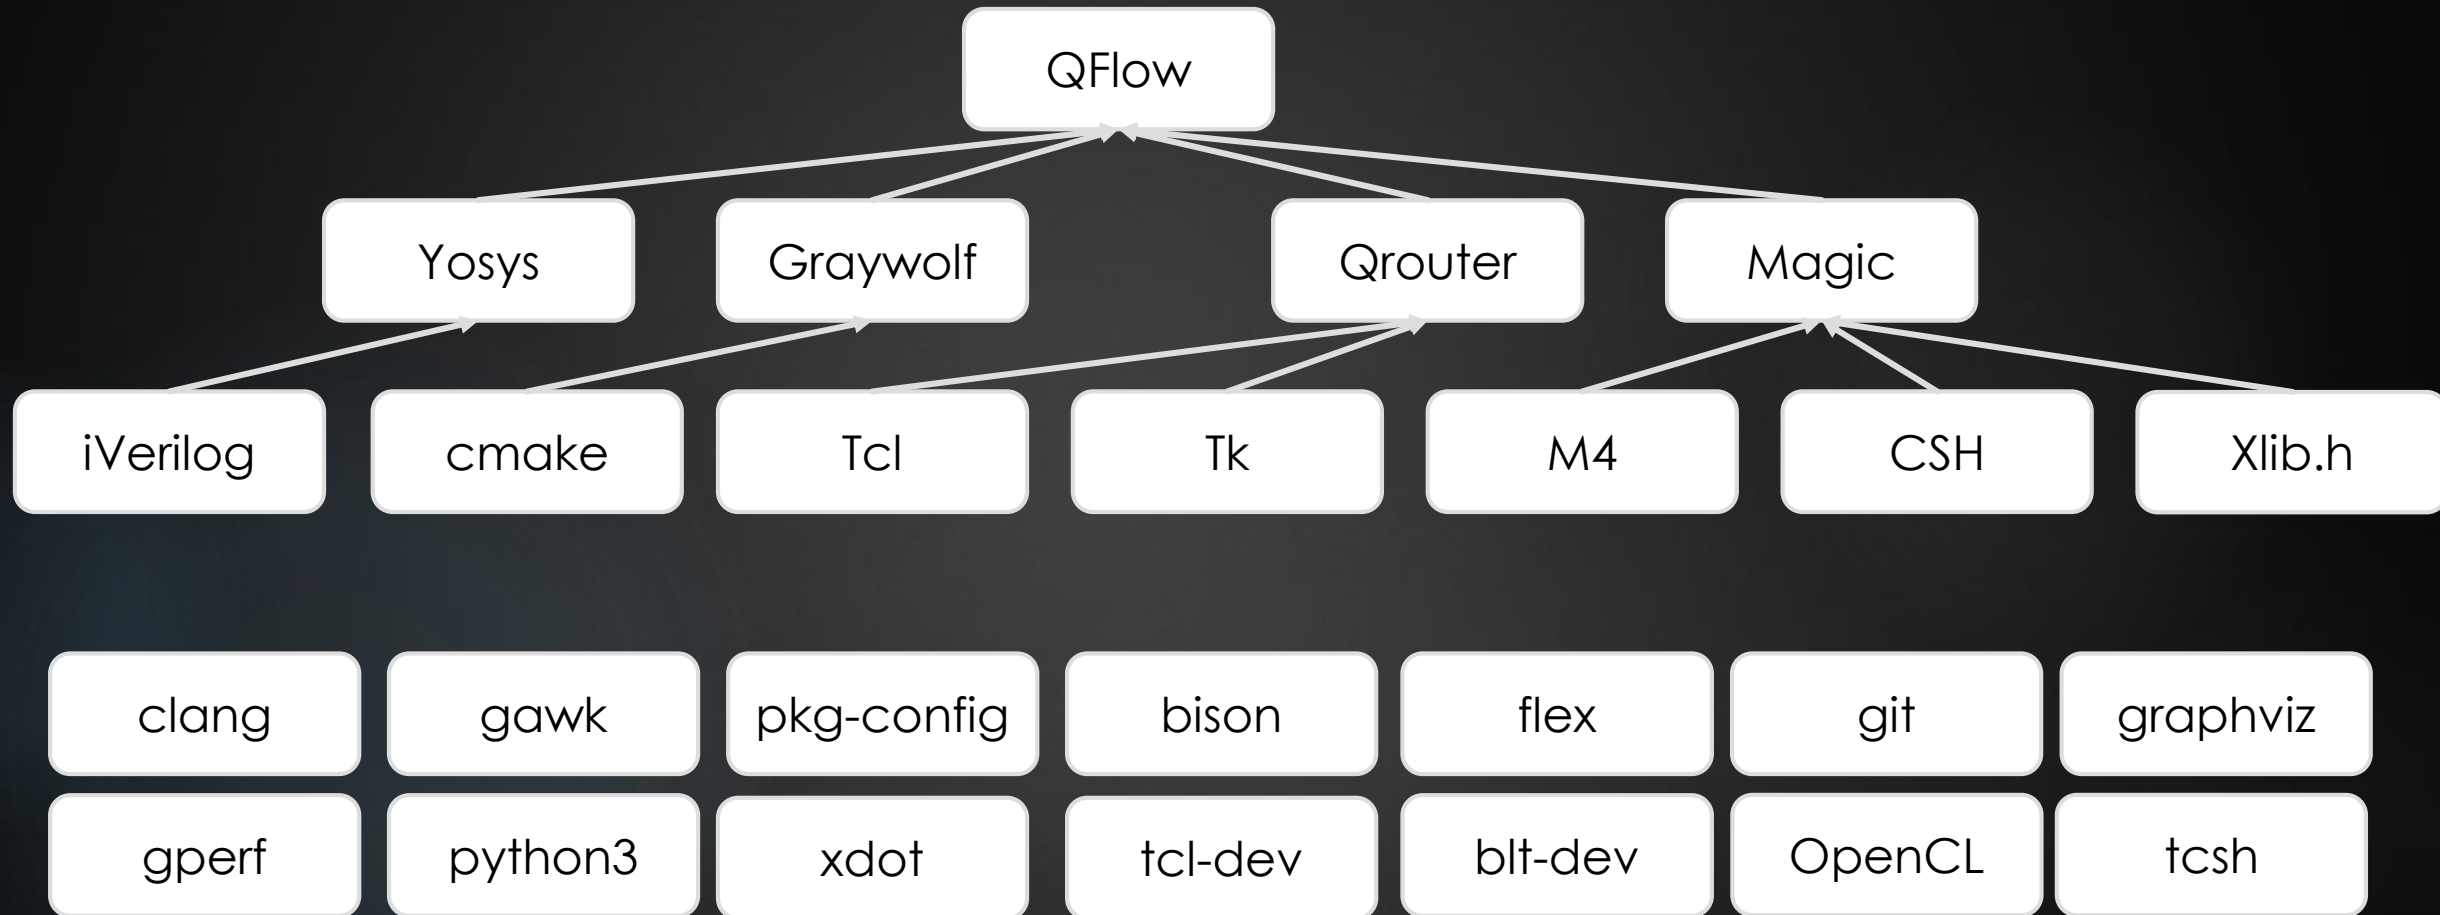 QFlow
Yosys
Graywolf
Qrouter
Magic
iVerilog
cmake
Tcl
Tk
M4
CSH
Xlib.h
clang
gawk
pkg-config
bison
flex
git
graphviz
gperf
python3
xdot
tcl-dev
blt-dev
OpenCL
tcsh